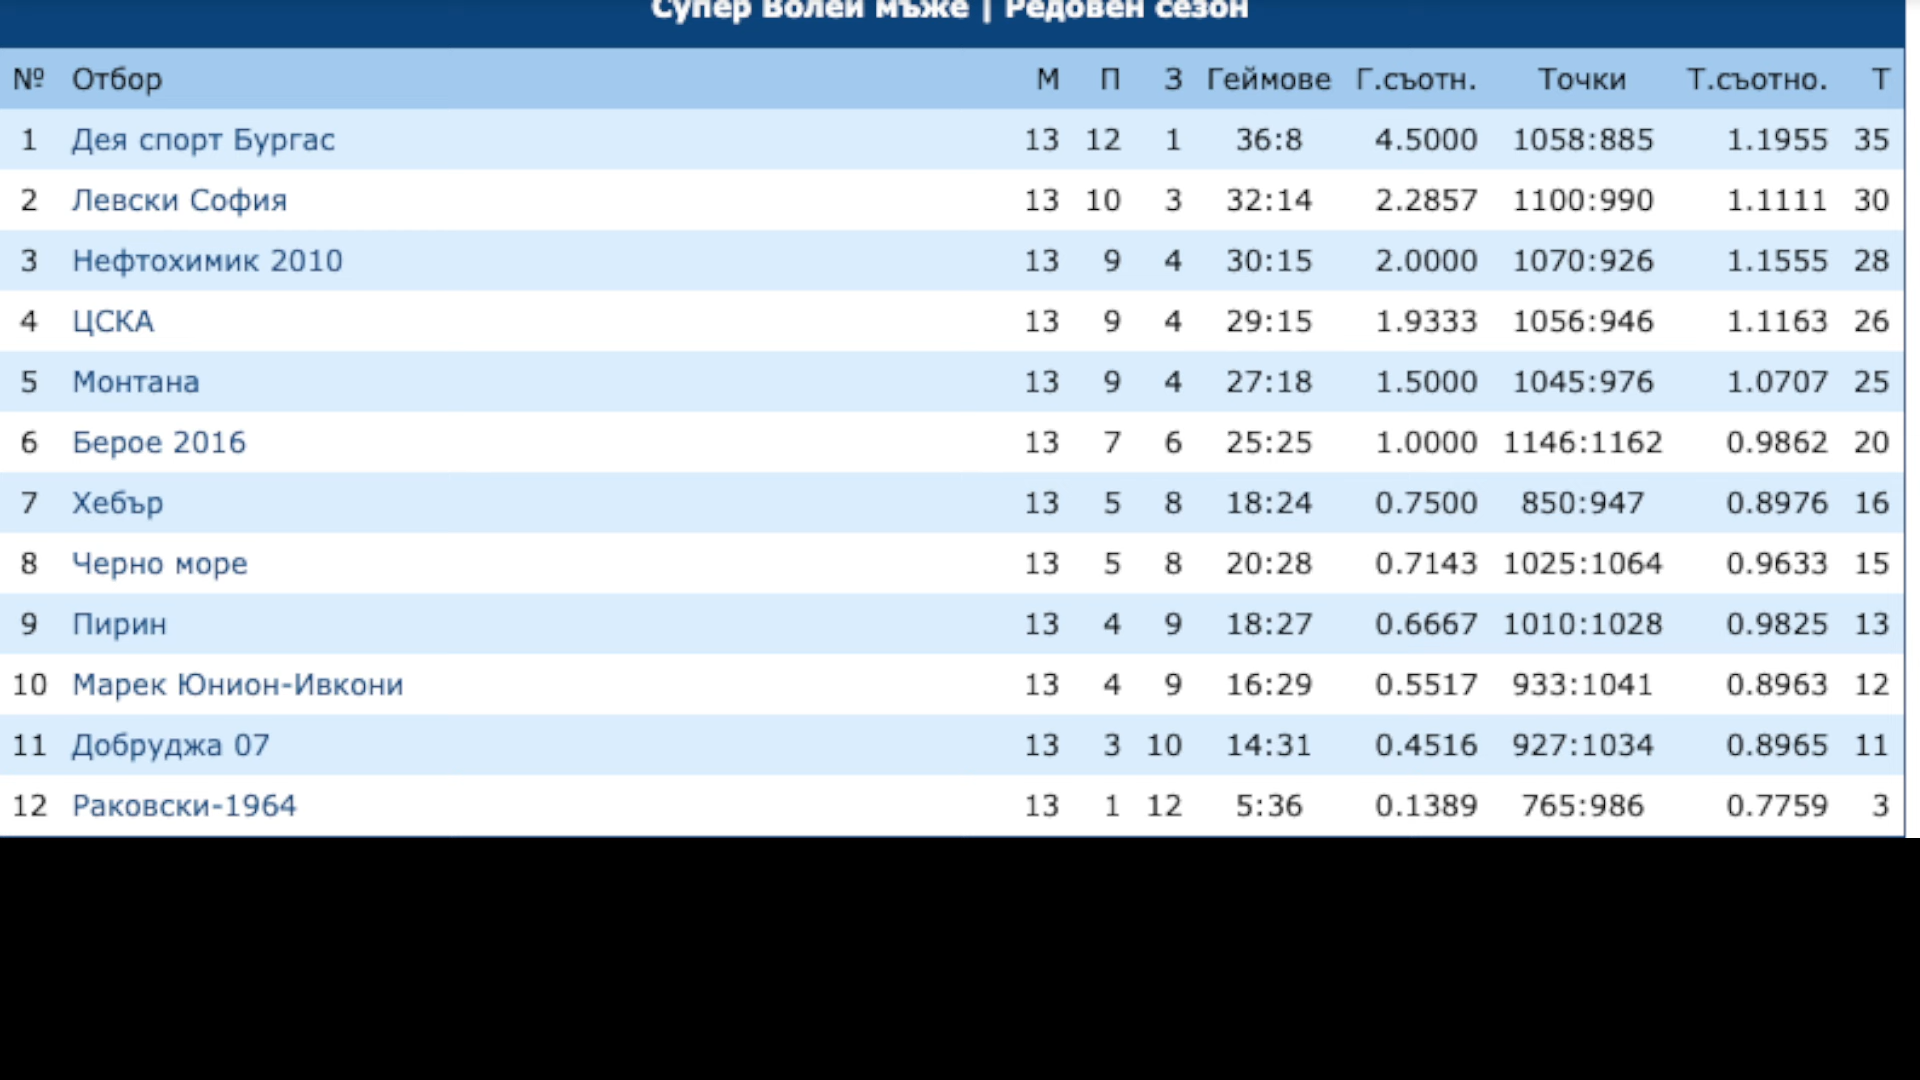 Супер Волей мъже | Редовен сезон
№ Отбор М П З Геймове Г.съотн. Точки Т.съотно. Т
1 Дея спорт Бургас 13 12 1 36:8 4.5000 1058:885 1.1955 35
2 Левски София 13 10 3 32:14 2.2857 1100:990 1.1111 30
3 Нефтохимик 2010 13 9 4 30:15 2.0000 1070:926 1.1555 28
4 ЦСКА 13 9 4 29:15 1.9333 1056:946 1.1163 26
5 Монтана 13 9 4 27:18 1.5000 1045:976 1.0707 25
6 Берое 2016 13 7 6 25:25 1.0000 1146:1162 0.9862 20
7 Хебър 13 5 8 18:24 0.7500 850:947 0.8976 16
8 Черно море 13 5 8 20:28 0.7143 1025:1064 0.9633 15
9 Пирин 13 4 9 18:27 0.6667 1010:1028 0.9825 13
10 Марек Юнион-Ивкони 13 4 9 16:29 0.5517 933:1041 0.8963 12
11 Добруджа 07 13 3 10 14:31 0.4516 927:1034 0.8965 11
12 Раковски-1964 13 1 12 5:36 0.1389 765:986 0.7759 3